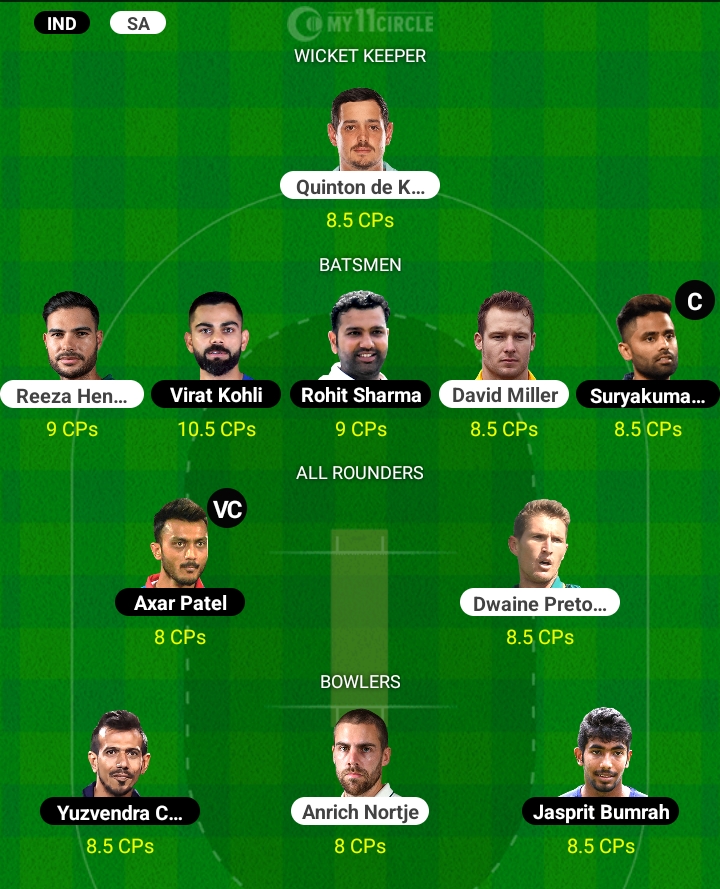 IND
SA
MY11CIRCLE
WICKET KEEPER
Quinton de K...
8.5 CPs
BATSMEN
C
Reeza Hen...
Virat Kohli
Rohit Sharma
David Miller
Suryakuma...
9 CPs
10.5 CPs
9 CPs
8.5 CPs
8.5 CPs
ALL ROUNDERS
VC
Axar Patel
Dwaine Preto...
8 CPs
8.5 CPs
BOWLERS
Yuzvendra C...
Anrich Nortje
Jasprit Bumrah
8.5 CPs
8 CPs
8.5 CPs